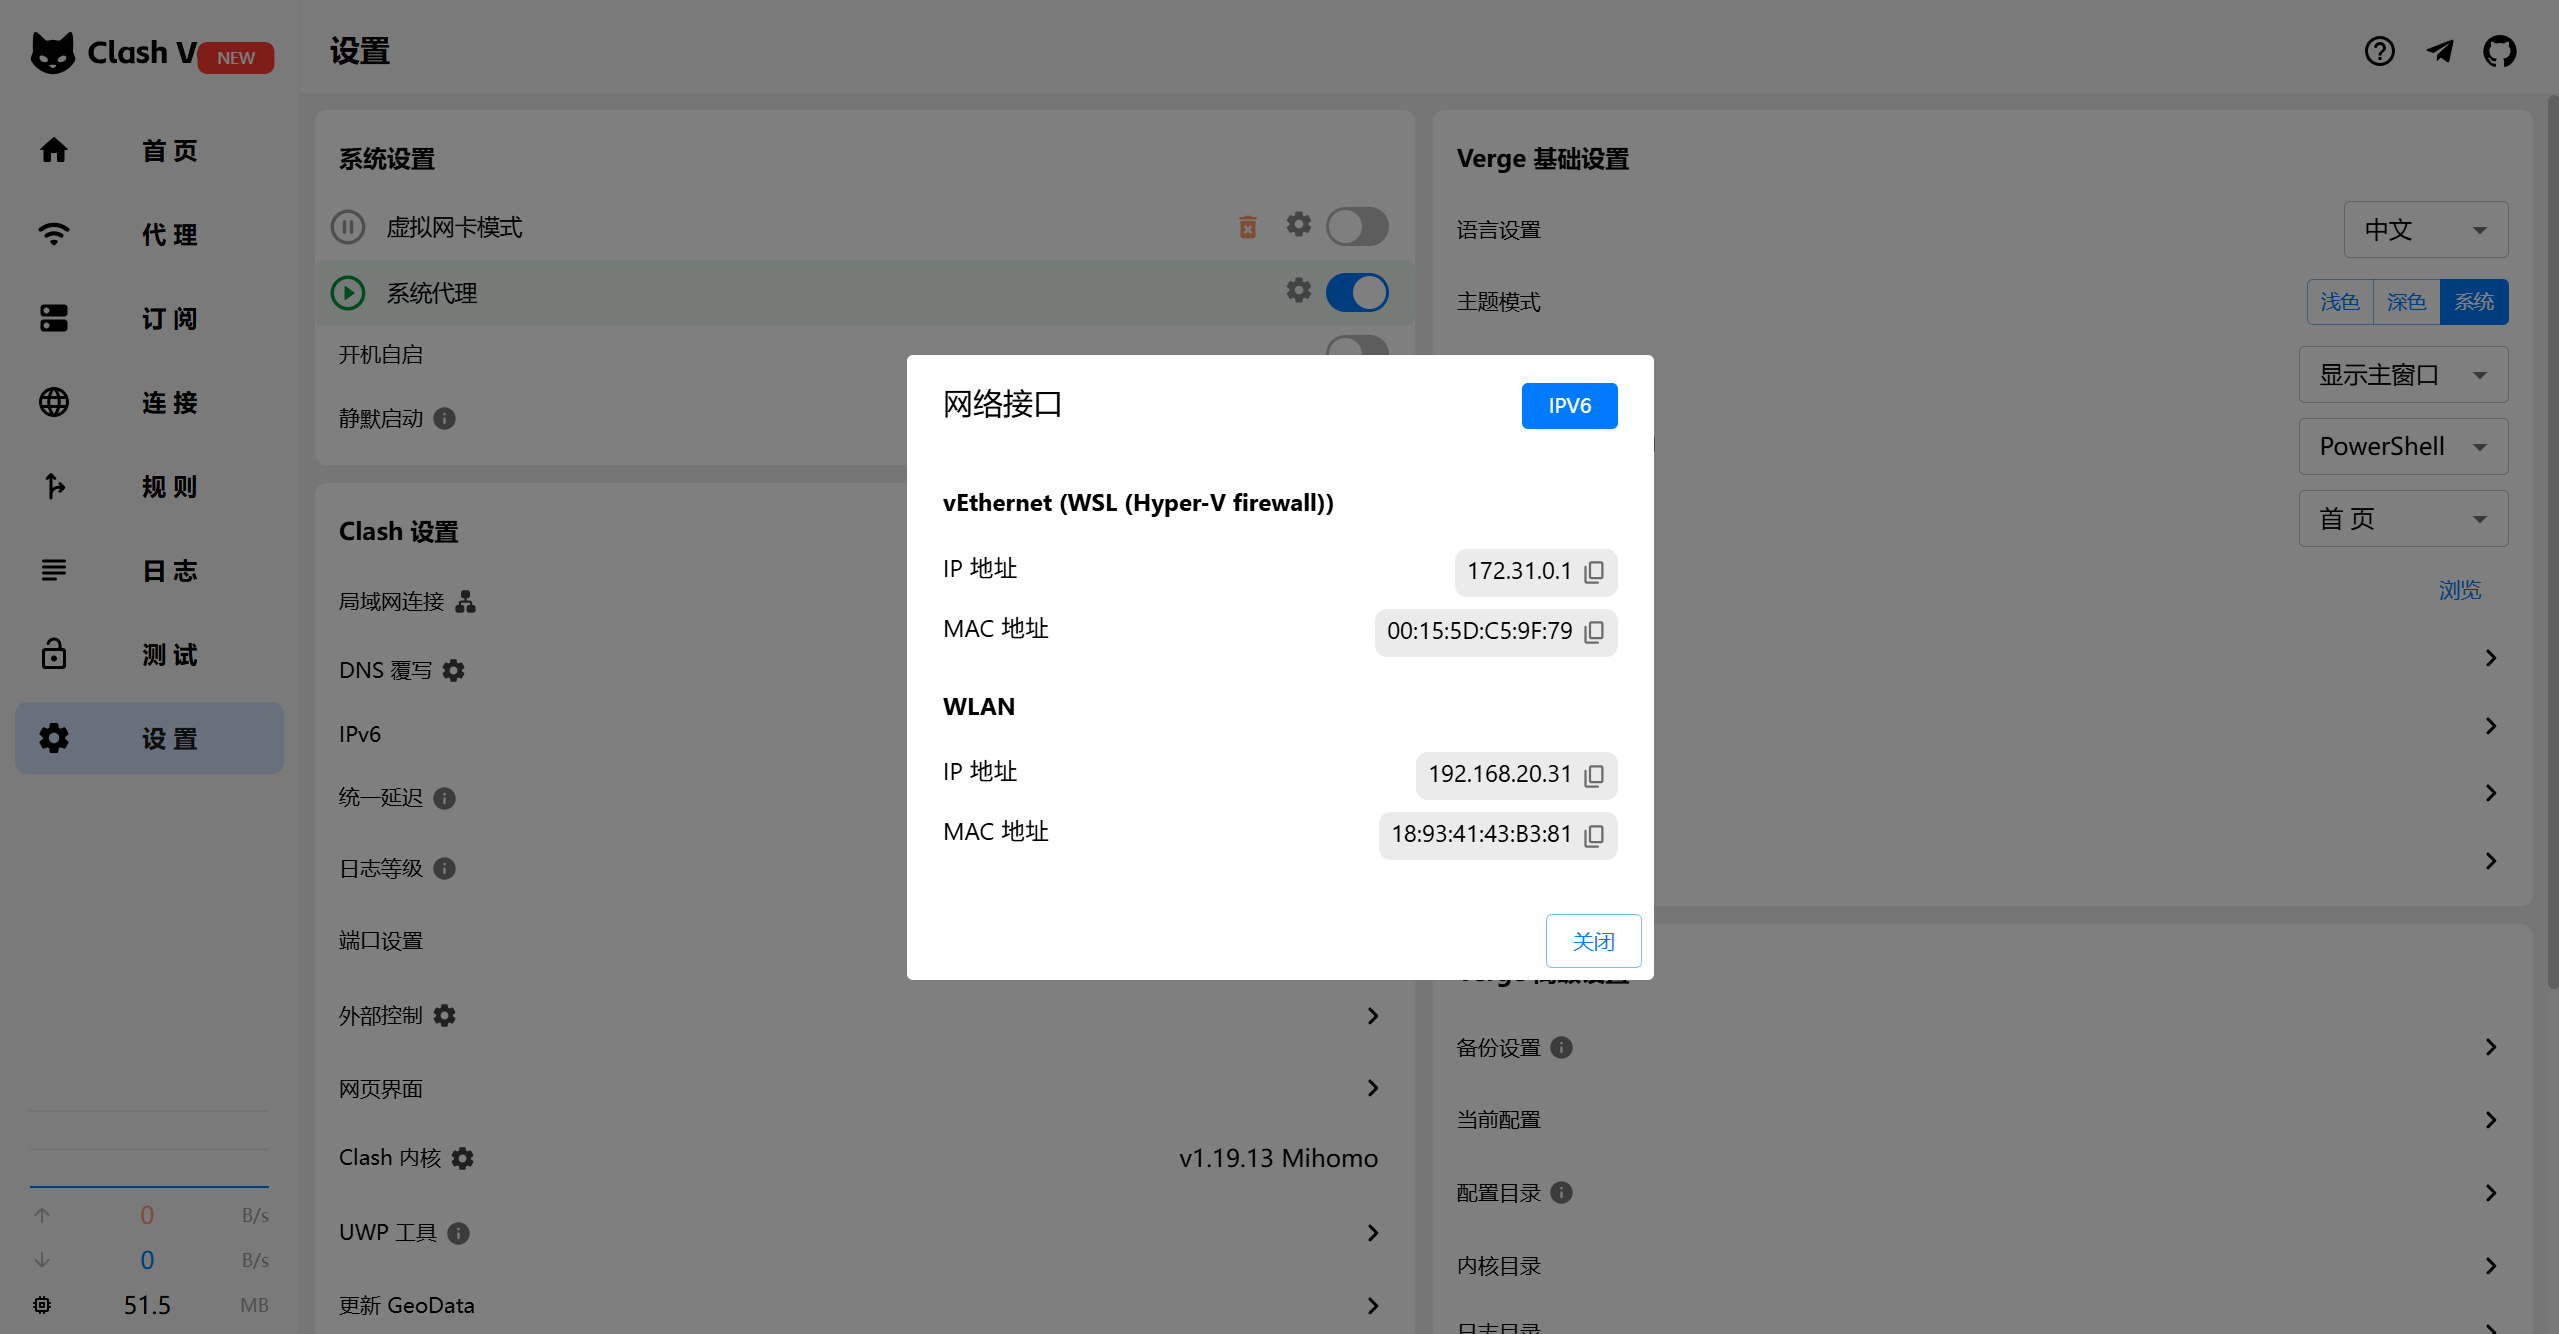 Clash V
NEW
首 页
代 理
订 阅
连 接
规 则
日 志
测 试
设 置
0 B/s
0 B/s
51.5 MB
设置
系统设置
虚拟网卡模式
系统代理
开机自启
静默启动
Clash 设置
局域网连接
DNS 覆写
IPv6
统一延迟
日志等级
端口设置
外部控制
网页界面
Clash 内核
v1.19.13 Mihomo
UWP 工具
更新 GeoData
Verge 基础设置
语言设置
中文
主题模式
浅色 深色 系统
显示主窗口
PowerShell
首 页
浏览
备份设置
当前配置
配置目录
内核目录
日志目录
网络接口
IPV6
vEthernet (WSL (Hyper-V firewall))
IP 地址
172.31.0.1
MAC 地址
00:15:5D:C5:9F:79
WLAN
IP 地址
192.168.20.31
MAC 地址
18:93:41:43:B3:81
关闭